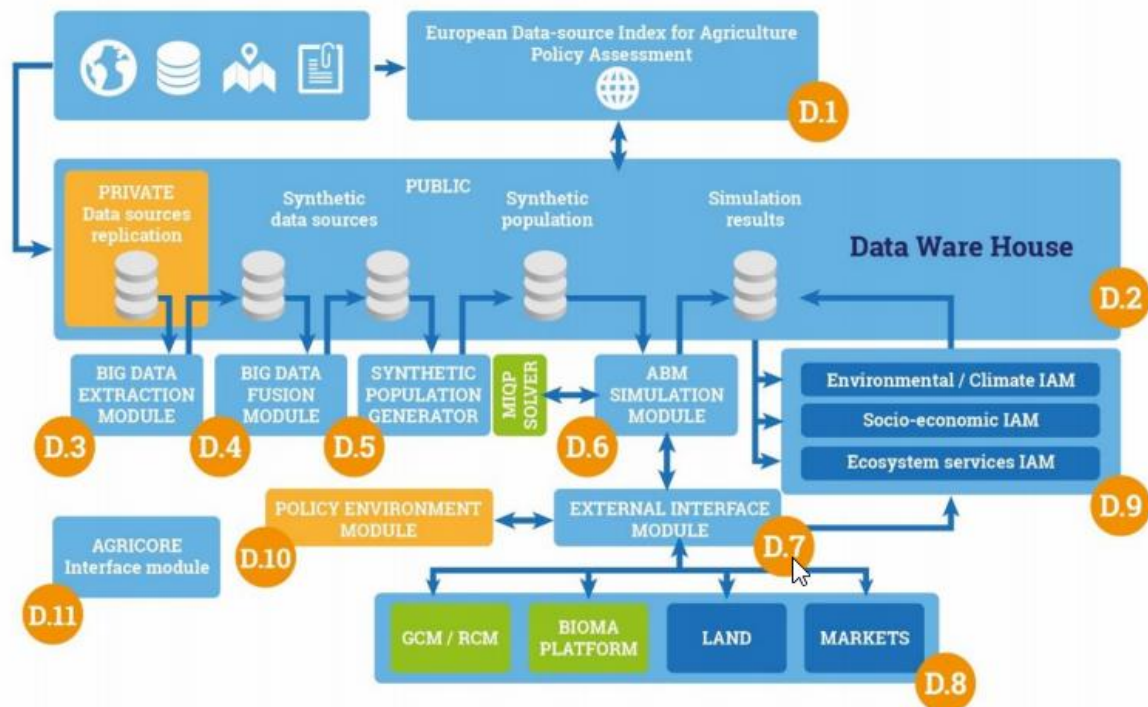 European Data-source Index for Agriculture
Policy Assessment
D.1
PRIVATE
Data sources
replication
PUBLIC
Synthetic
data sources
Synthetic
population
Simulation
results
Data Ware House
D.2
BIG DATA
EXTRACTION
MODULE
D.3
BIG DATA
FUSION
MODULE
D.4
SYNTHETIC
POPULATION
GENERATOR
D.5
MIQP
SOLVER
ABM
SIMULATION
MODULE
D.6
Environmental / Climate IAM
Socio-economic IAM
Ecosystem services IAM
D.9
POLICY ENVIRONMENT
MODULE
D.10
EXTERNAL INTERFACE
MODULE
D.7
AGRICORE
Interface module
D.11
GCM / RCM
BIOMA
PLATFORM
LAND
MARKETS
D.8